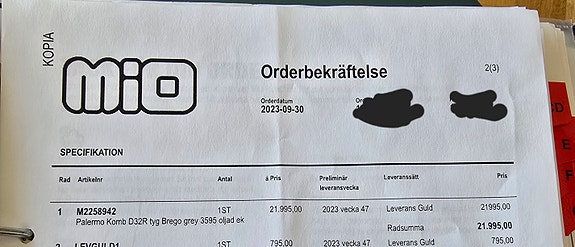 KOPIA
mio
Orderbekräftelse
2(3)
Orderdatum
2023-09-30
SPECIFIKATION
Rad Artikelnr Antal à Pris Preliminär leveransvecka Leveranssätt Pris
1 M2258942 1ST 21.995,00 2023 vecka 47 Leverans Guld 21995,00
Palermo Komb D32R tyg Brego grey 3595 oljad ek
Radsumma 21.995,00
2 LEVGULD1 1ST 795,00 2023 vecka 47 Leverans Guld 795,00